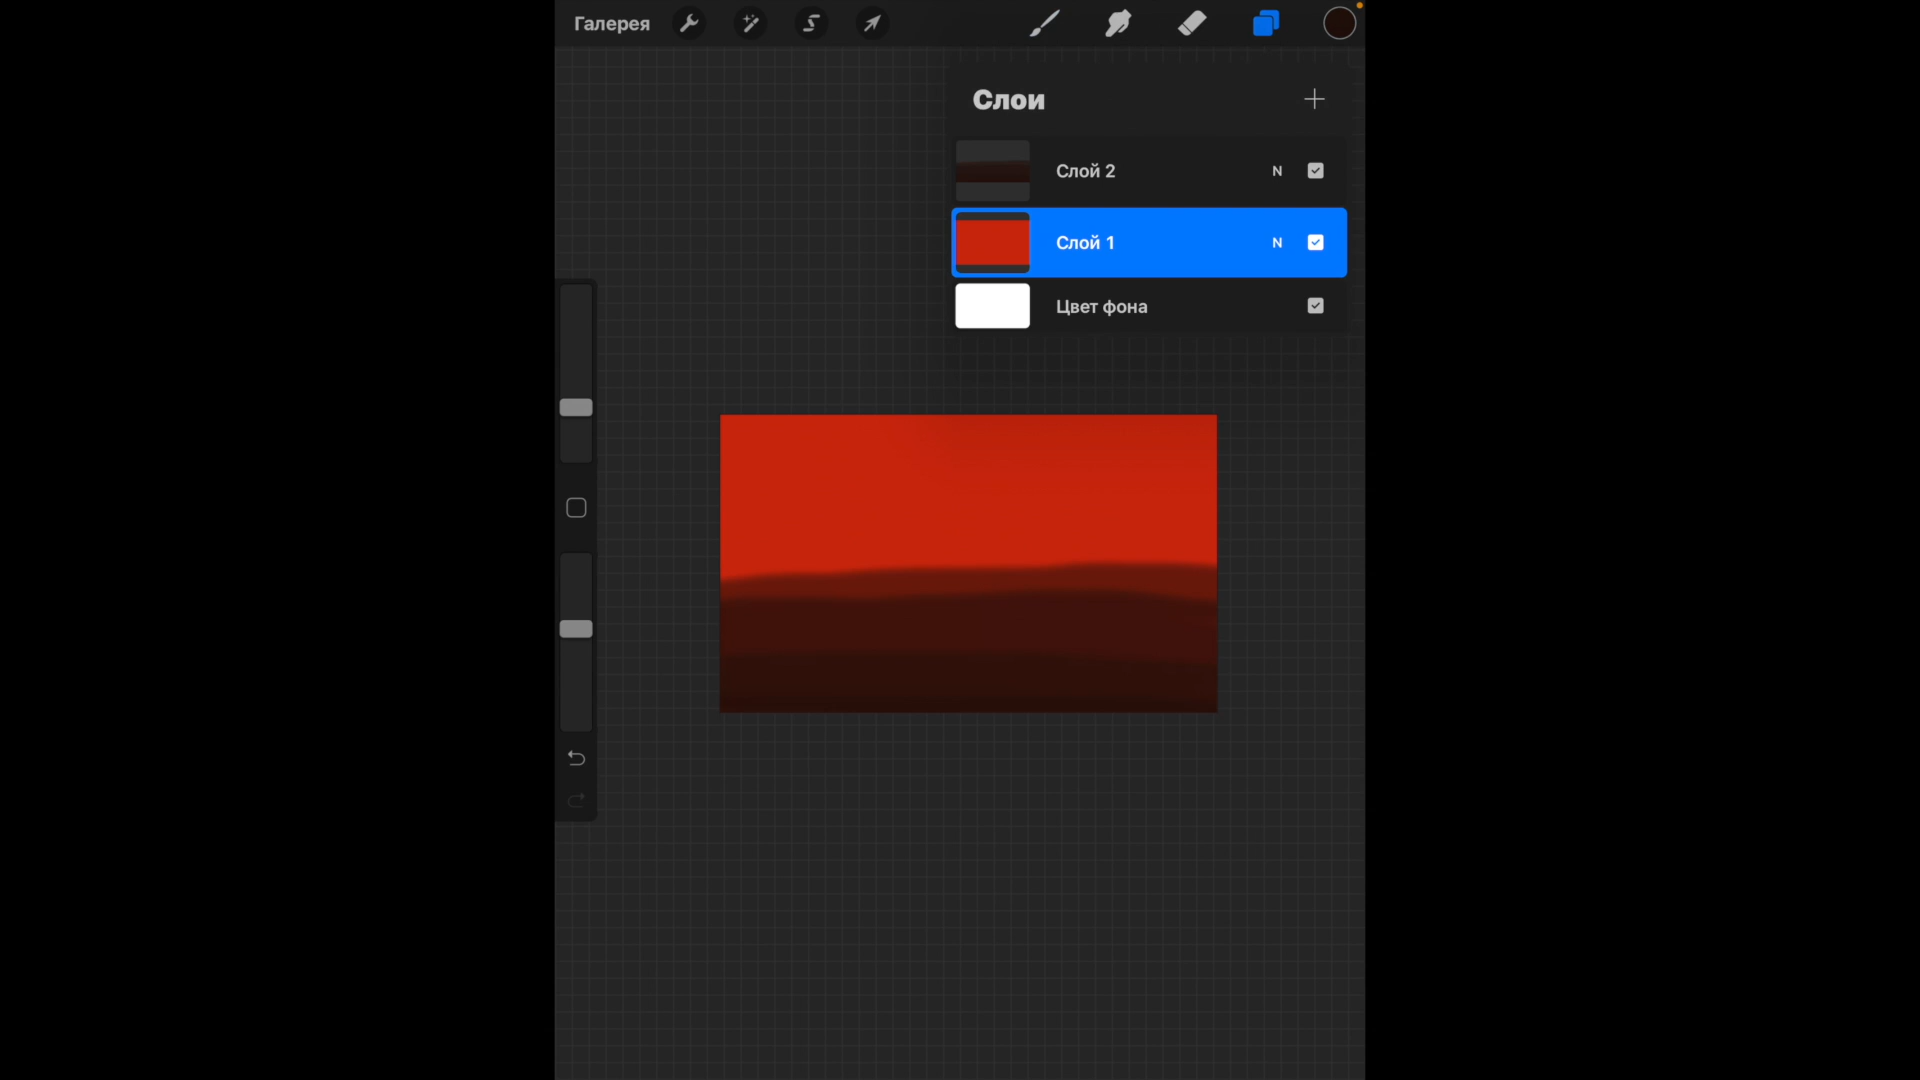 Галерея
Слои
Слой 2 N
Слой 1 N
Цвет фона